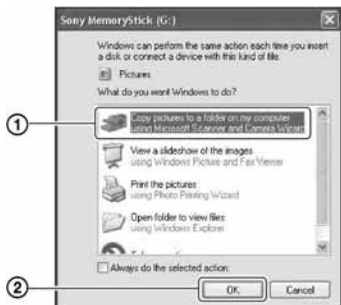 Sony MemoryStick (G:)
Windows can perform the same action each time you insert
a disk or connect a device with this kind of file.
Pictures
What do you want Windows to do?
1
Copy pictures to a folder on my computer
using Microsoft Scanner and Camera Wizard
View a slideshow of the images
using Windows Picture and Fax Viewer
Print the pictures
using Photo Printing Wizard
Open folder to view files
using Windows Explorer
Always do the selected action.
2
OK
Cancel